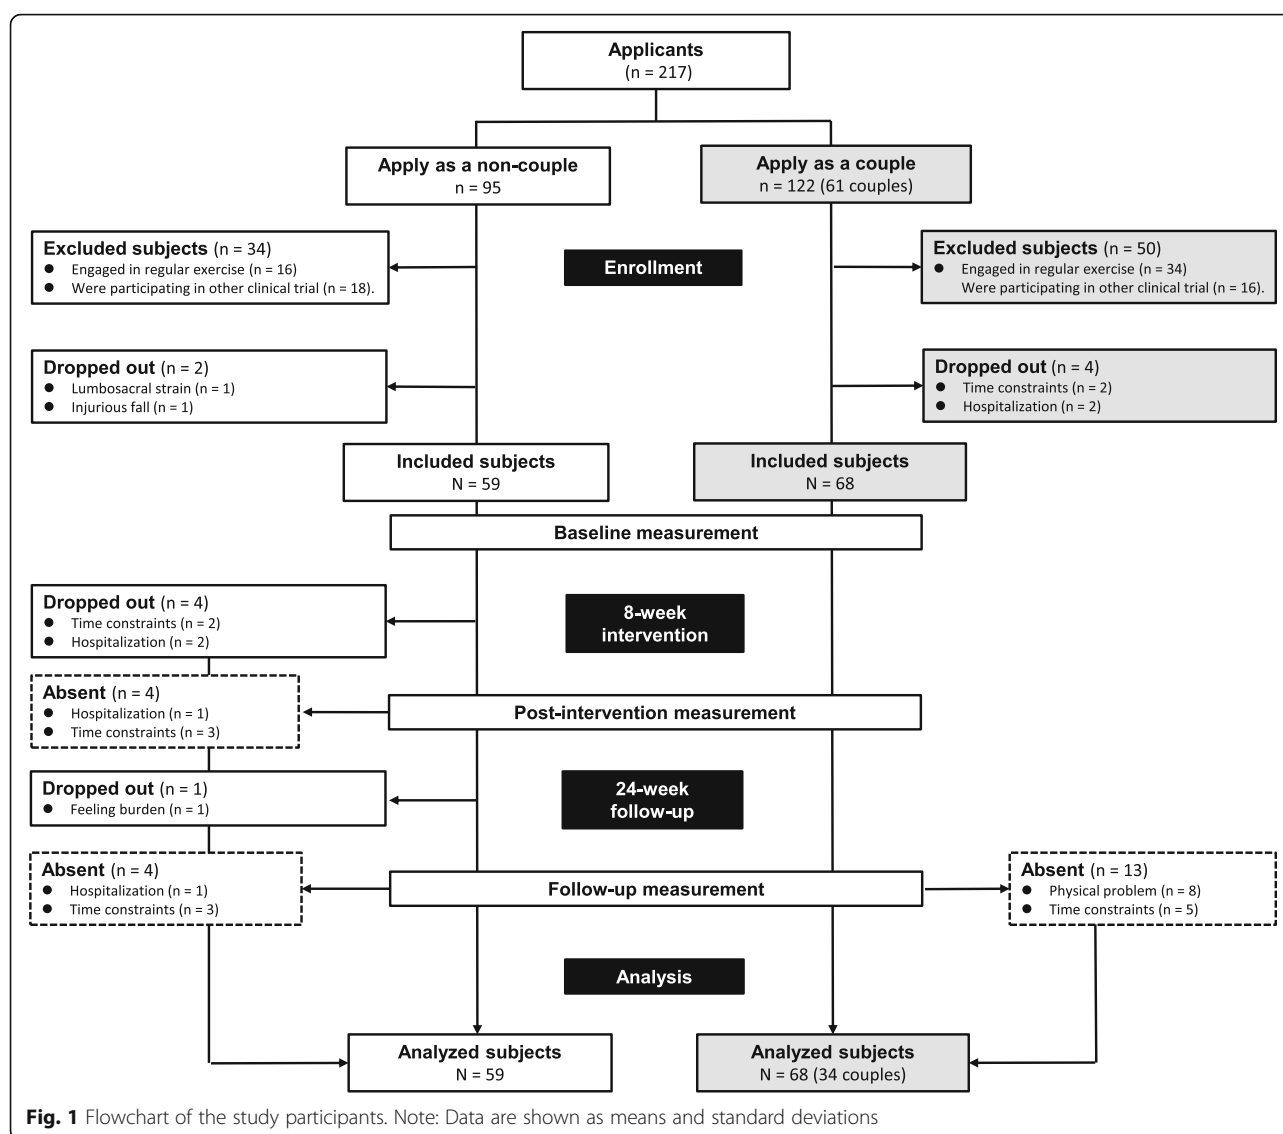 Applicants
(n = 217)
Apply as a non-couple
n = 95
Apply as a couple
n = 122 (61 couples)
Excluded subjects (n = 34)
● Engaged in regular exercise (n = 16)
● Were participating in other clinical trial (n = 18).
Enrollment
Excluded subjects (n = 50)
● Engaged in regular exercise (n = 34)
Were participating in other clinical trial (n = 16).
Dropped out (n = 2)
● Lumbosacral strain (n = 1)
● Injurious fall (n = 1)
Dropped out (n = 4)
● Time constraints (n = 2)
● Hospitalization (n = 2)
Included subjects
N = 59
Included subjects
N = 68
Baseline measurement
Dropped out (n = 4)
● Time constraints (n = 2)
● Hospitalization (n = 2)
8-week
intervention
Absent (n = 4)
● Hospitalization (n = 1)
● Time constraints (n = 3)
Post-intervention measurement
Dropped out (n = 1)
● Feeling burden (n = 1)
24-week
follow-up
Absent (n = 4)
● Hospitalization (n = 1)
● Time constraints (n = 3)
Follow-up measurement
Absent (n = 13)
● Physical problem (n = 8)
● Time constraints (n = 5)
Analysis
Analyzed subjects
N = 59
Analyzed subjects
N = 68 (34 couples)
Fig. 1 Flowchart of the study participants. Note: Data are shown as means and standard deviations